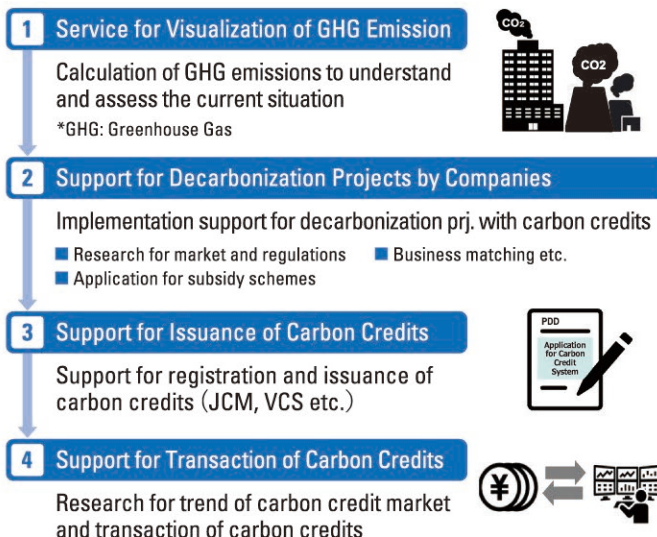 1 Service for Visualization of GHG Emission
CO2
CO2
Calculation of GHG emissions to understand
and assess the current situation
*GHG: Greenhouse Gas
2 Support for Decarbonization Projects by Companies
Implementation support for decarbonization prj. with carbon credits
Research for market and regulations
Business matching etc.
Application for subsidy schemes
3 Support for Issuance of Carbon Credits
Support for registration and issuance of
carbon credits (JCM, VCS etc.)
PDD
Application
for Carbon
Credit
System
4 Support for Transaction of Carbon Credits
Research for trend of carbon credit market
and transaction of carbon credits
¥